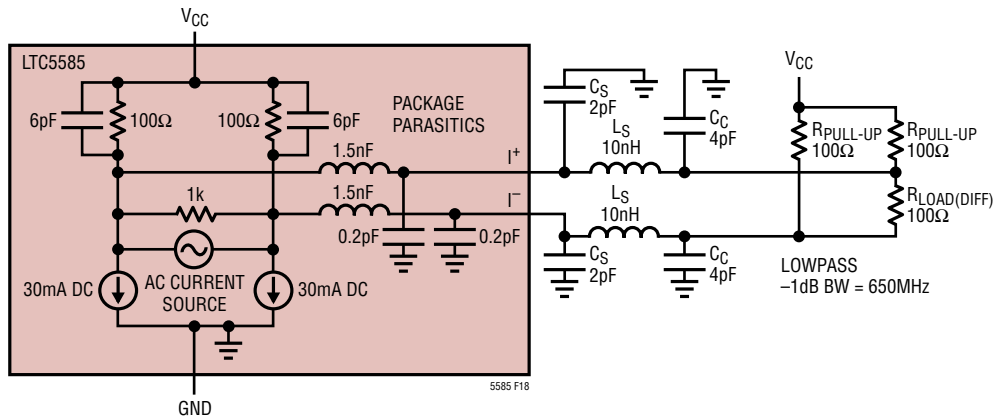 VCC
LTC5585
6pF
100Ω
100Ω
6pF
PACKAGE
PARASITICS
1.5nF
I+
1.5nF
I–
1k
0.2pF
0.2pF
30mA DC
AC CURRENT
SOURCE
30mA DC
GND
5585 F18
CS
2pF
LS
10nH
CC
4pF
LS
10nH
CS
2pF
CC
4pF
VCC
RPULL-UP
100Ω
RPULL-UP
100Ω
RLOAD(DIFF)
100Ω
LOWPASS
–1dB BW = 650MHz